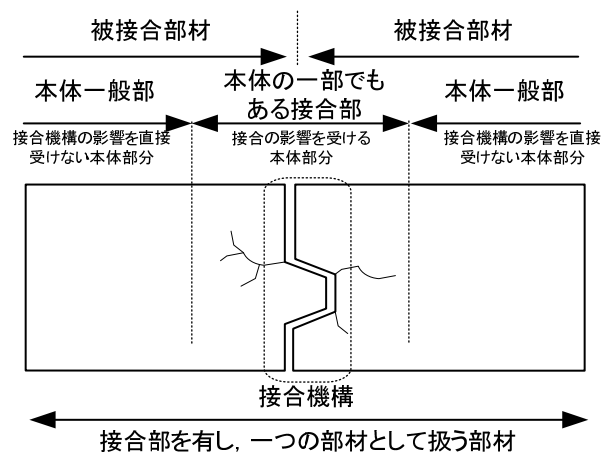 被接合部材
被接合部材
本体一般部
本体の一部でも
ある接合部
本体一般部
接合機構の影響を直接
受けない本体部分
接合の影響を受ける
本体部分
接合機構の影響を直接
受けない本体部分
接合機構
接合部を有し，一つの部材として扱う部材